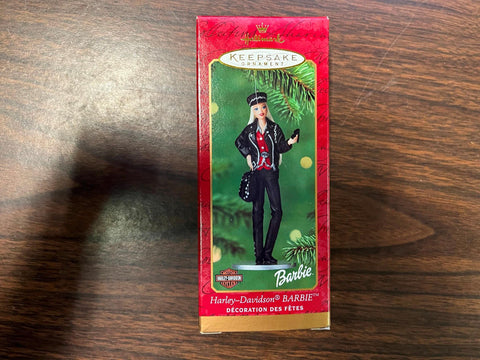 Hallmark
KEEPSAKE
ORNAMENT
HARLEY-DAVIDSON
Barbie
Harley-Davidson® BARBIE™
DÉCORATION DES FÊTES